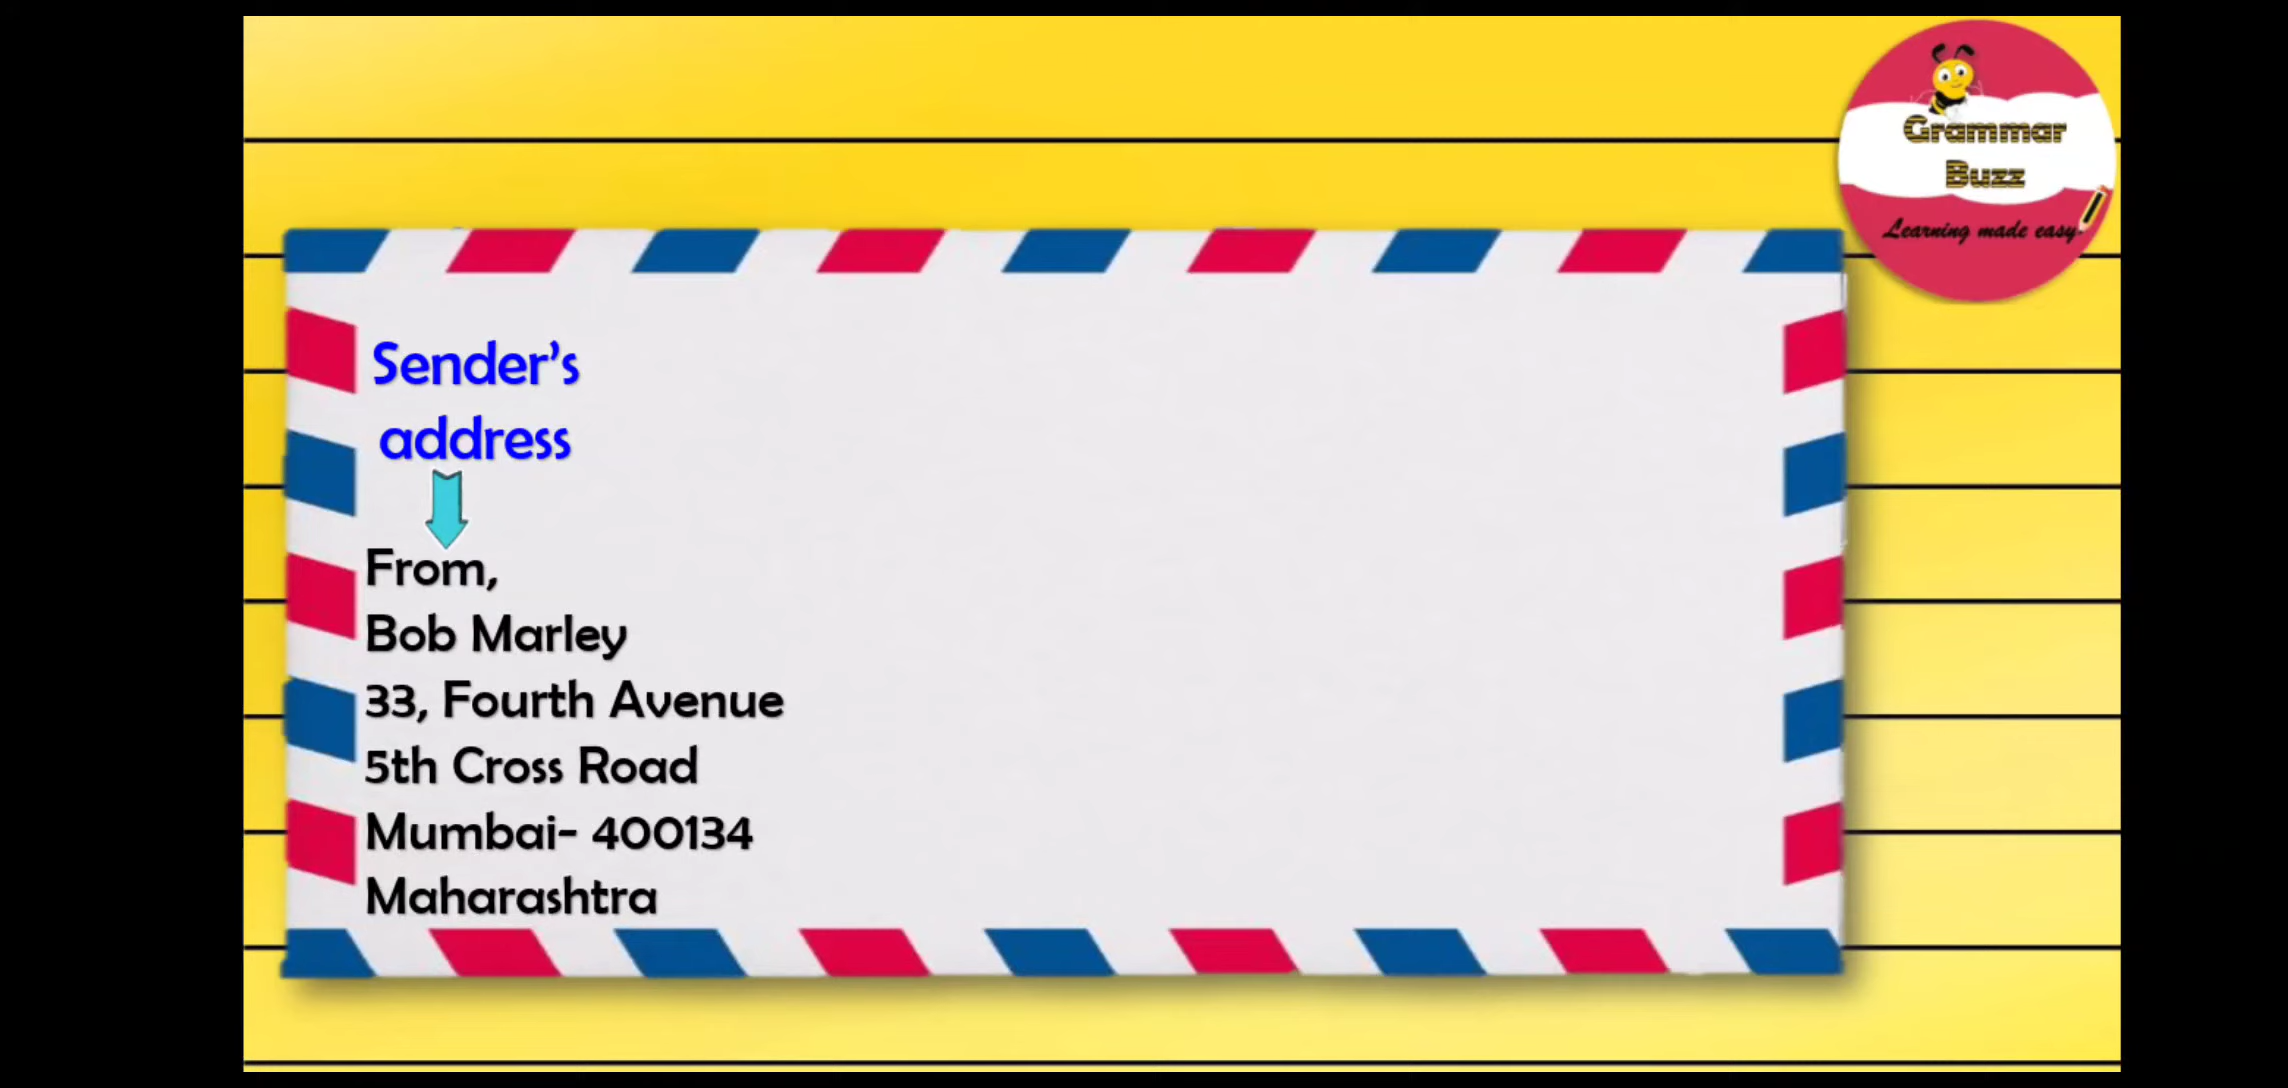 Grammar
Buzz
Learning made easy
Sender's
address
From,
Bob Marley
33, Fourth Avenue
5th Cross Road
Mumbai- 400134
Maharashtra